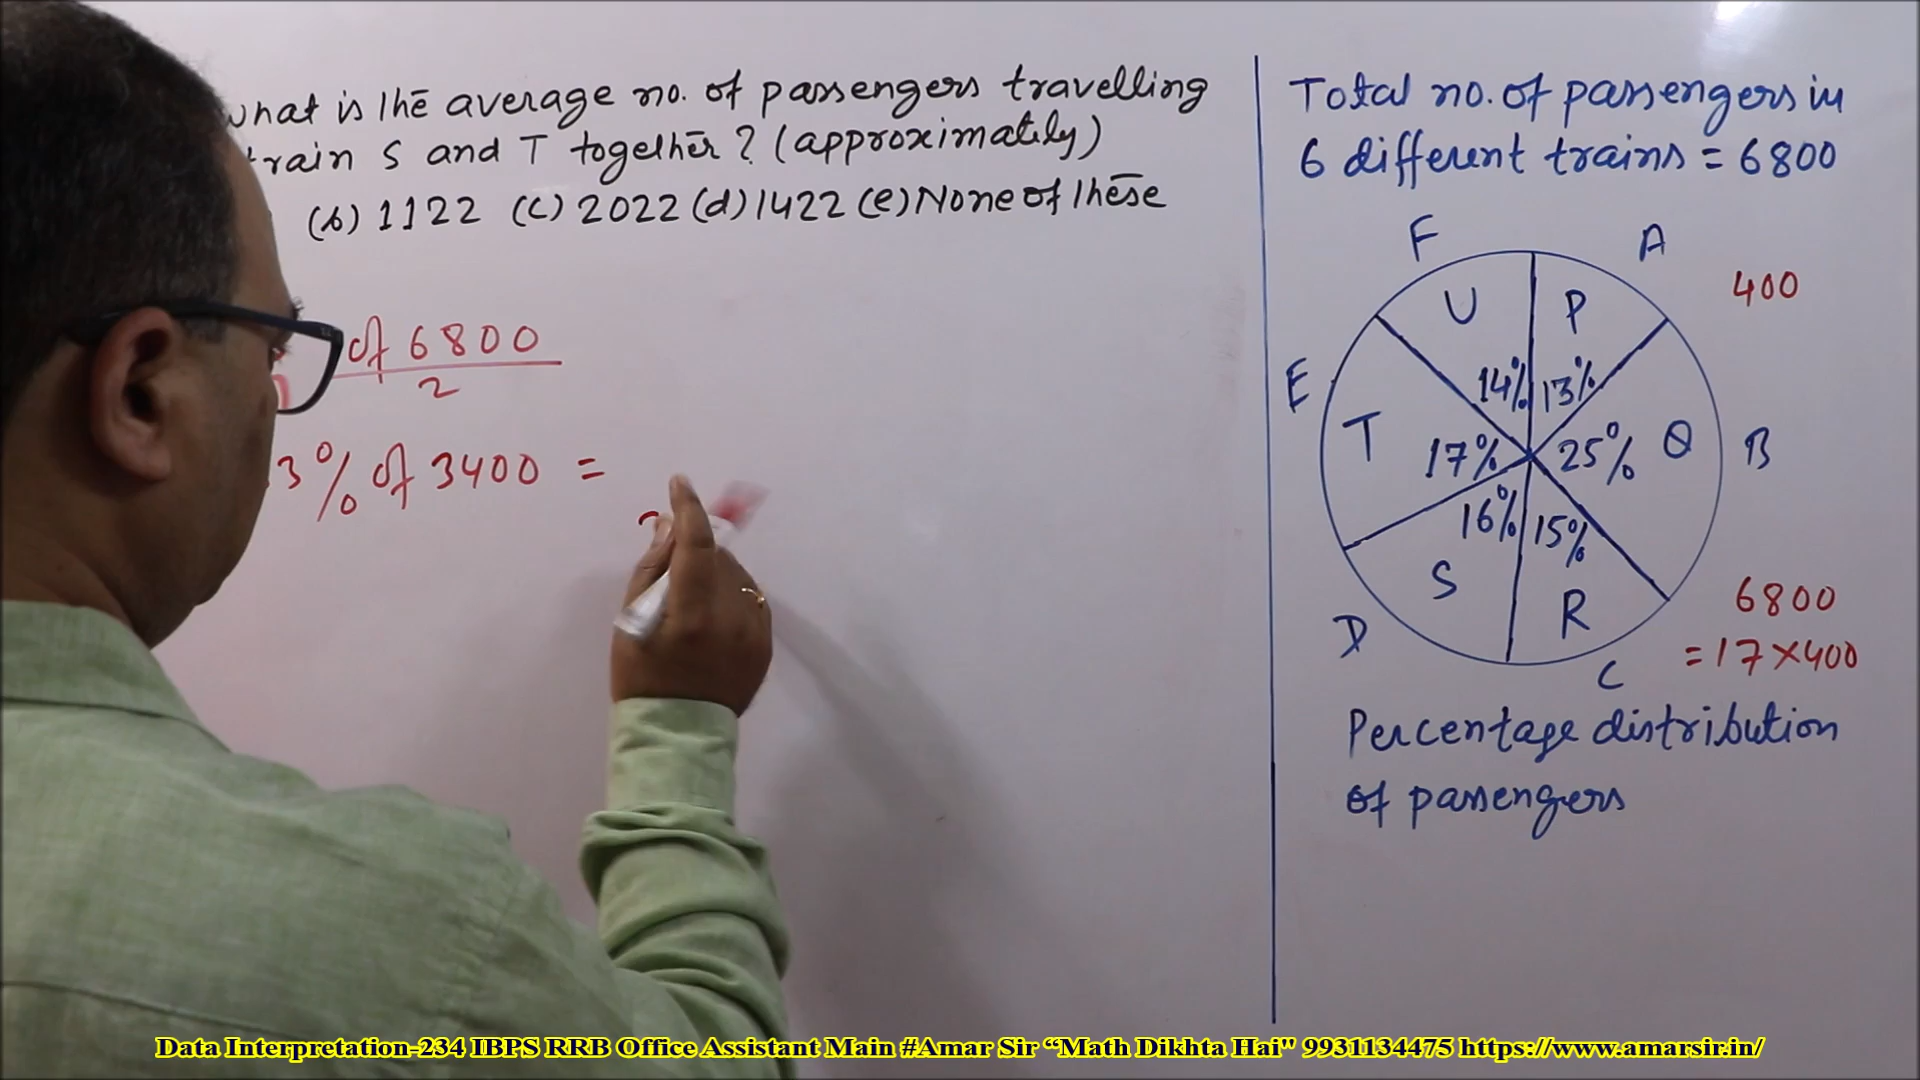 what is the average no. of passengers travelling
train S and T together? (approximately)
(b) 1122 (c) 2022 (d) 1422 (e) None of these
of 6800
2
3% of 3400 =
Total no. of passengers in
6 different trains = 6800
F
A
400
U
P
14%
13%
E
T
17%
25%
Q
B
16%
15%
S
R
D
C
6800
= 17 × 400
Percentage distribution
of passengers
Data Interpretation-234 IBPS RRB Office Assistant Main #Amar Sir “Math Dikhta Hai" 9931134475 https://www.amarsir.in/